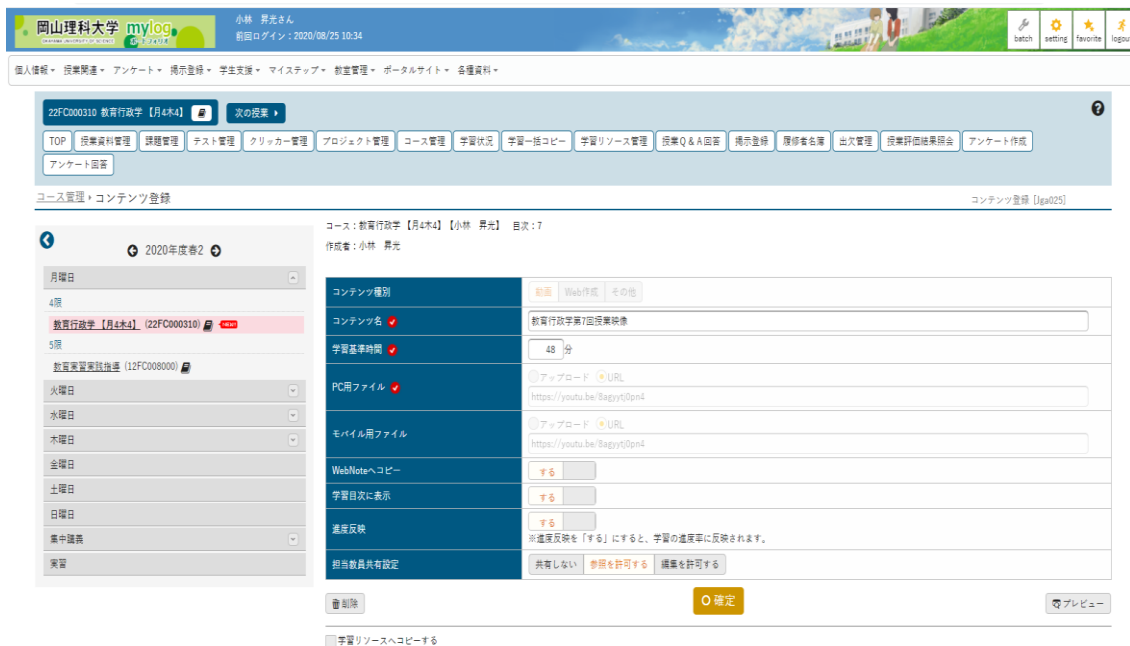 岡山理科大学 mylog
OKAYAMA UNIVERSITY OF SCIENCE ポートフォリオ
小林 昇光さん
前回ログイン：2020/08/25 10:34
batch setting favorite logout
個人情報 授業関連 アンケート 掲示登録 学生支援 マイステップ 教室管理 ポータルサイト 各種資料
22FC000310 教育行政学 【月4木4】 次の授業
TOP 授業資料管理 課題管理 テスト管理 クリッカー管理 プロジェクト管理 コース管理 学習状況 学習一括コピー 学習リソース管理 授業Q＆A回答 掲示登録 履修者名簿 出欠管理 授業評価結果照会 アンケート作成
アンケート回答
コース管理 コンテンツ登録
コンテンツ登録 [Jga025]
2020年度春2
月曜日
4限
教育行政学 【月4木4】 (22FC000310) NEXT
5限
教育実習実践指導 (12FC008000)
火曜日
水曜日
木曜日
金曜日
土曜日
日曜日
集中講義
実習
コース：教育行政学 【月4木4】【小林 昇光】 目次：7
作成者：小林 昇光
コンテンツ種別 動画 Web作成 その他
コンテンツ名 教育行政学第7回授業映像
学習基準時間 48 分
PC用ファイル アップロード URL
https://youtu.be/8agyytj0pn4
モバイル用ファイル アップロード URL
https://youtu.be/8agyytj0pn4
WebNoteへコピー する
学習目次に表示 する
進度反映 する
※進度反映を「する」にすると、学習の進度率に反映されます。
担当教員共有設定 共有しない 参照を許可する 編集を許可する
削除 確定 プレビュー
学習リソースへコピーする